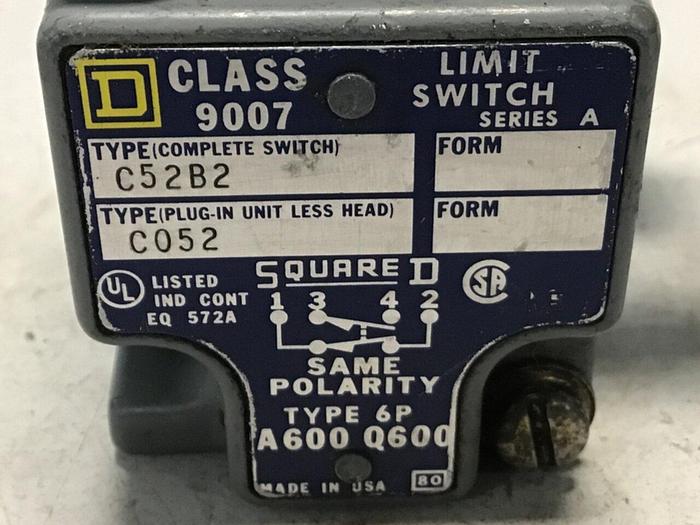 D
CLASS
9007
LIMIT
SWITCH
SERIES A
TYPE(COMPLETE SWITCH)
C52B2
FORM
TYPE(PLUG-IN UNIT LESS HEAD)
CO52
FORM
UL
LISTED
IND CONT
EQ 572A
SQUARE D
SA
1 3 4 2
SAME
POLARITY
TYPE 6P
A600 Q600
MADE IN USA
80